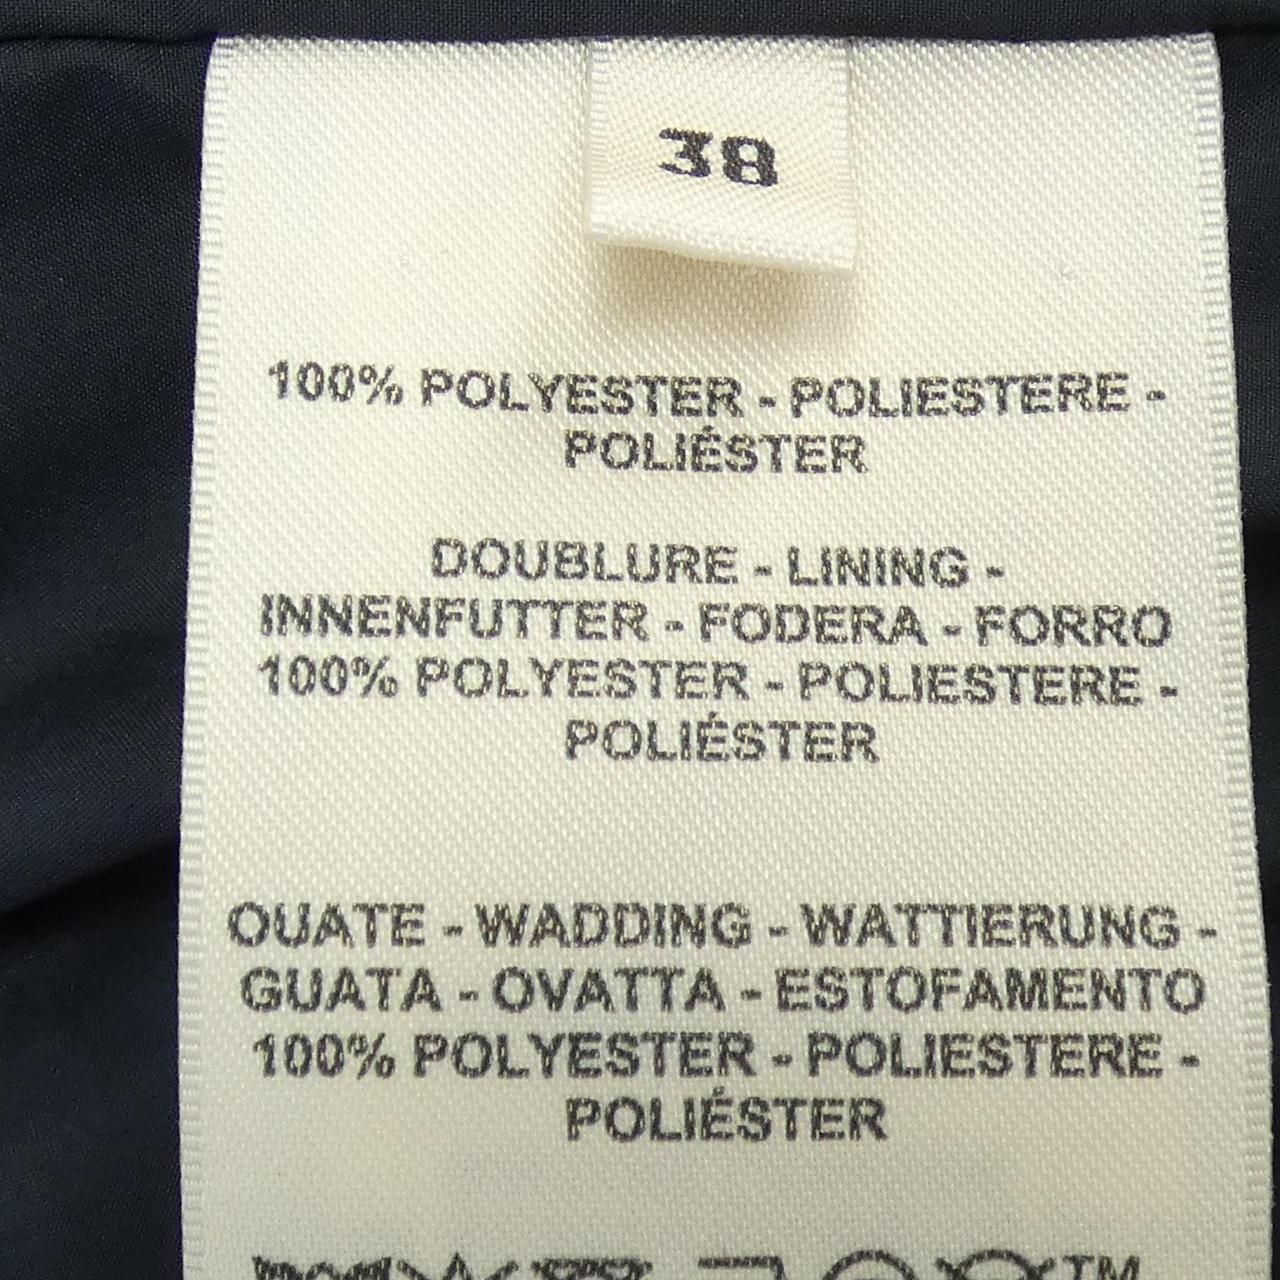 38
100% POLYESTER - POLIESTERE -
POLIÉSTER
DOUBLURE - LINING -
INNENFUTTER - FODERA - FORRO
100% POLYESTER - POLIESTERE -
POLIÉSTER
OUATE - WADDING - WATTIERUNG -
GUATA - OVATTA - ESTOFAMENTO
100% POLYESTER - POLIESTERE -
POLIÉSTER
TM